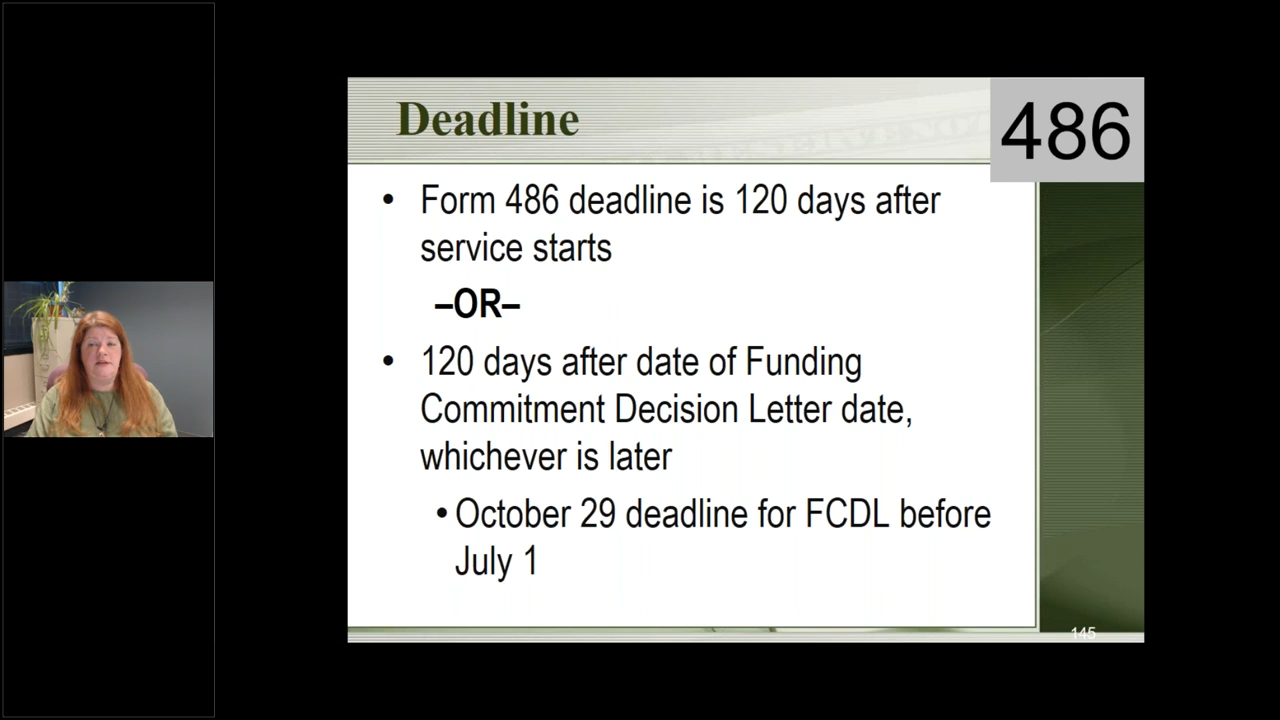 Deadline
486
• Form 486 deadline is 120 days after
service starts
–OR–
• 120 days after date of Funding
Commitment Decision Letter date,
whichever is later
• October 29 deadline for FCDL before
July 1
145